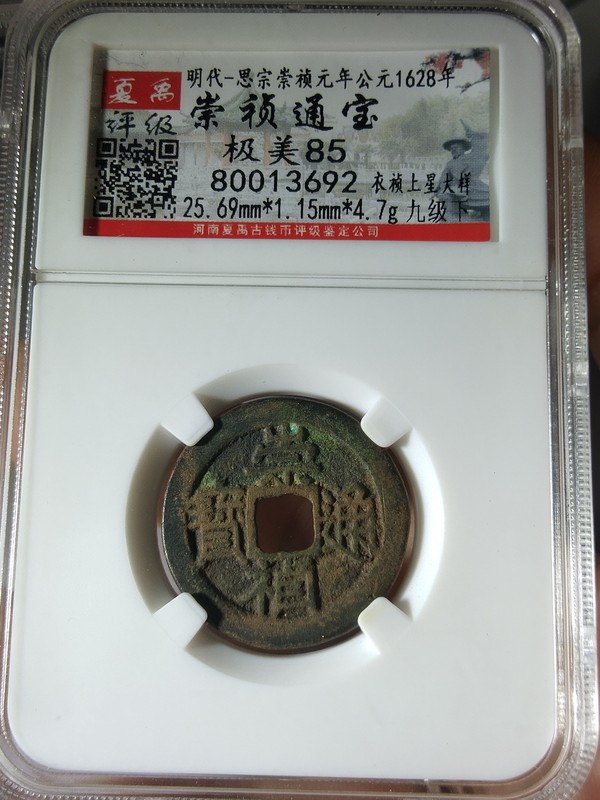 夏禹
评级
明代-思宗崇祯元年公元1628年
崇祯通宝
极美85
80013692 衣祯上星大样
25.69mm*1.15mm*4.7g 九级下
河南夏禹古钱币评级鉴定公司
崇
寳 通
禎